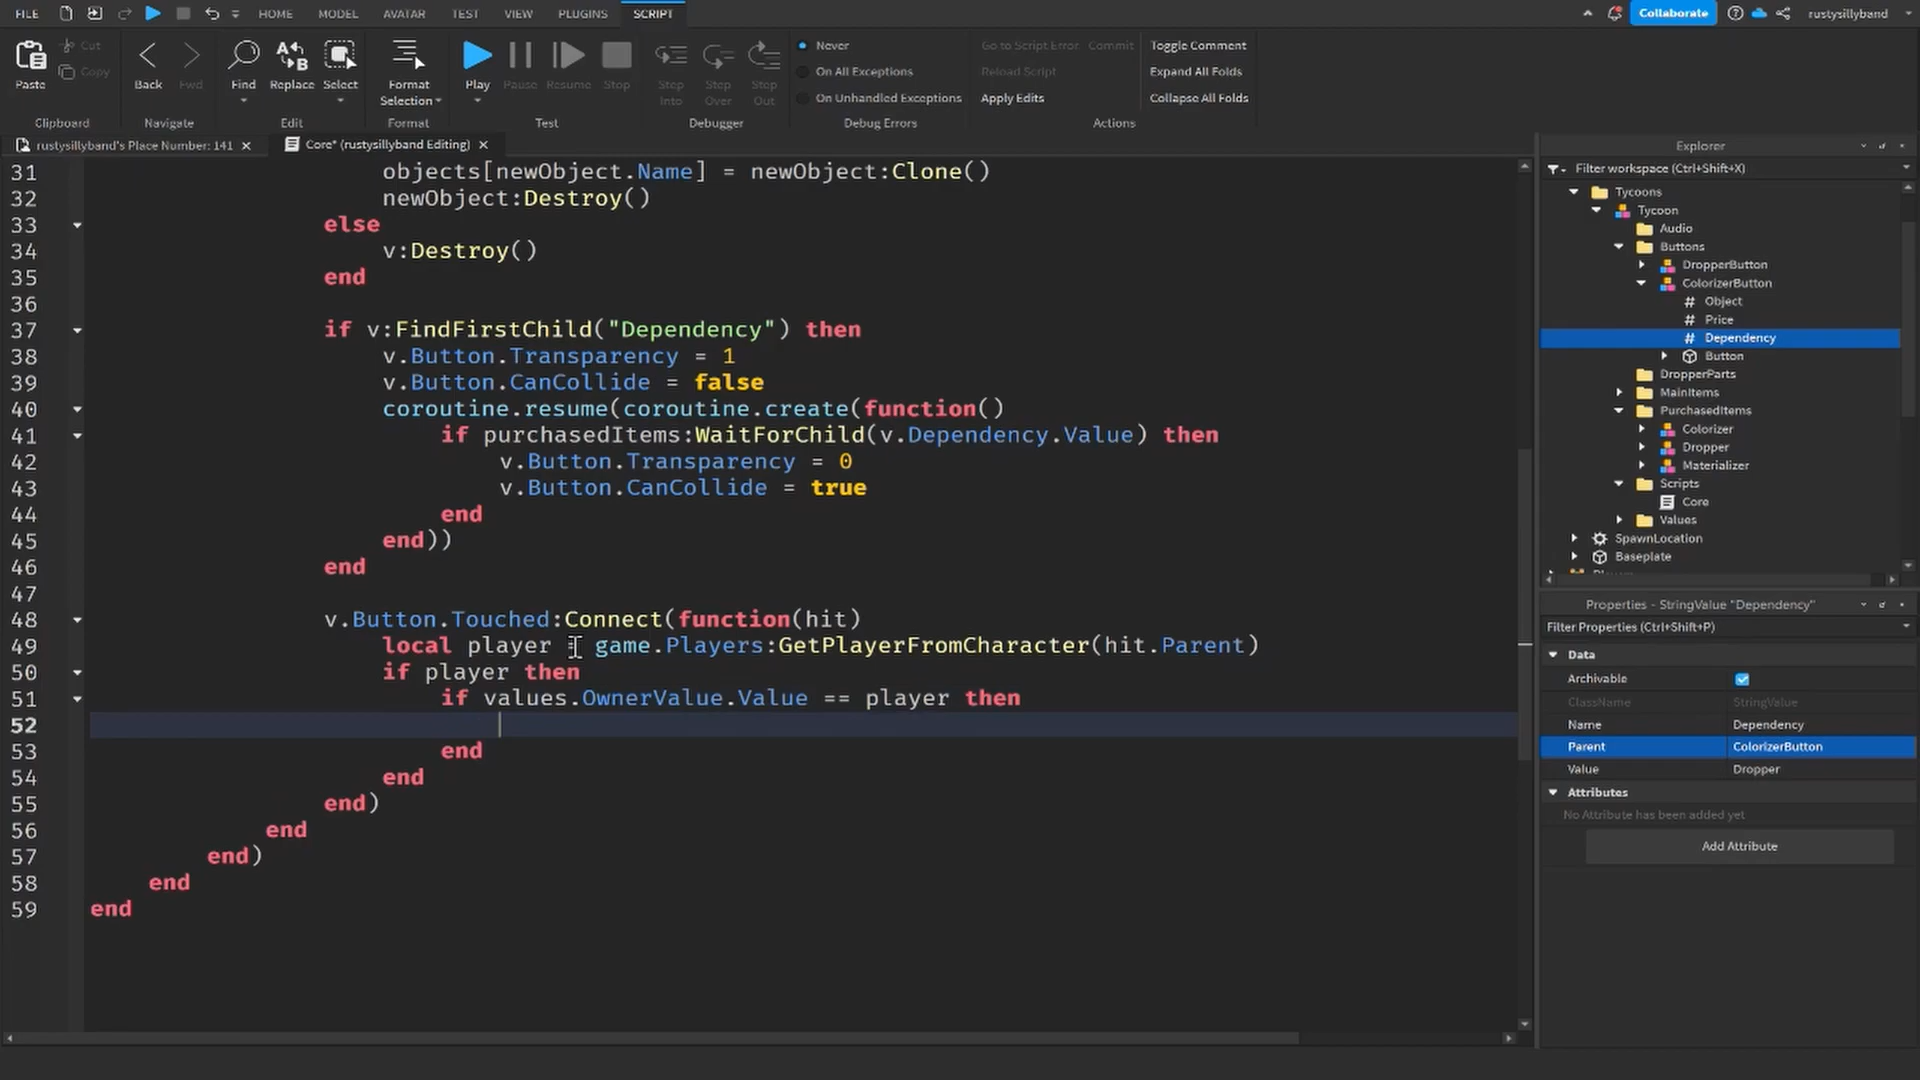 FILE HOME MODEL AVATAR TEST VIEW PLUGINS SCRIPT Collaborate rustysillyband
Paste Cut Copy Back Fwd Find Replace Select Format Selection Play Pause Resume Stop Step Into Step Over Step Out
Never
On All Exceptions
On Unhandled Exceptions
Go to Script Error Commit
Reload Script
Apply Edits
Toggle Comment
Expand All Folds
Collapse All Folds
Clipboard Navigate Edit Format Test Debugger Debug Errors Actions
rustysillyband's Place Number: 141 Core* (rustysillyband Editing)
31 objects[newObject.Name] = newObject:Clone()
32 newObject:Destroy()
33 else
34 v:Destroy()
35 end
36
37 if v:FindFirstChild("Dependency") then
38 v.Button.Transparency = 1
39 v.Button.CanCollide = false
40 coroutine.resume(coroutine.create(function()
41 if purchasedItems:WaitForChild(v.Dependency.Value) then
42 v.Button.Transparency = 0
43 v.Button.CanCollide = true
44 end
45 end))
46 end
47
48 v.Button.Touched:Connect(function(hit)
49 local player = game.Players:GetPlayerFromCharacter(hit.Parent)
50 if player then
51 if values.OwnerValue.Value == player then
52
53 end
54 end
55 end)
56 end
57 end)
58 end
59 end
Explorer
Filter workspace (Ctrl+Shift+X)
Tycoons
Tycoon
Audio
Buttons
DropperButton
ColorizerButton
Object
Price
Dependency
Button
DropperParts
MainItems
PurchasedItems
Colorizer
Dropper
Materializer
Scripts
Core
Values
SpawnLocation
Baseplate
Properties - StringValue "Dependency"
Filter Properties (Ctrl+Shift+P)
Data
Archivable
ClassName StringValue
Name Dependency
Parent ColorizerButton
Value Dropper
Attributes
No Attribute has been added yet
Add Attribute